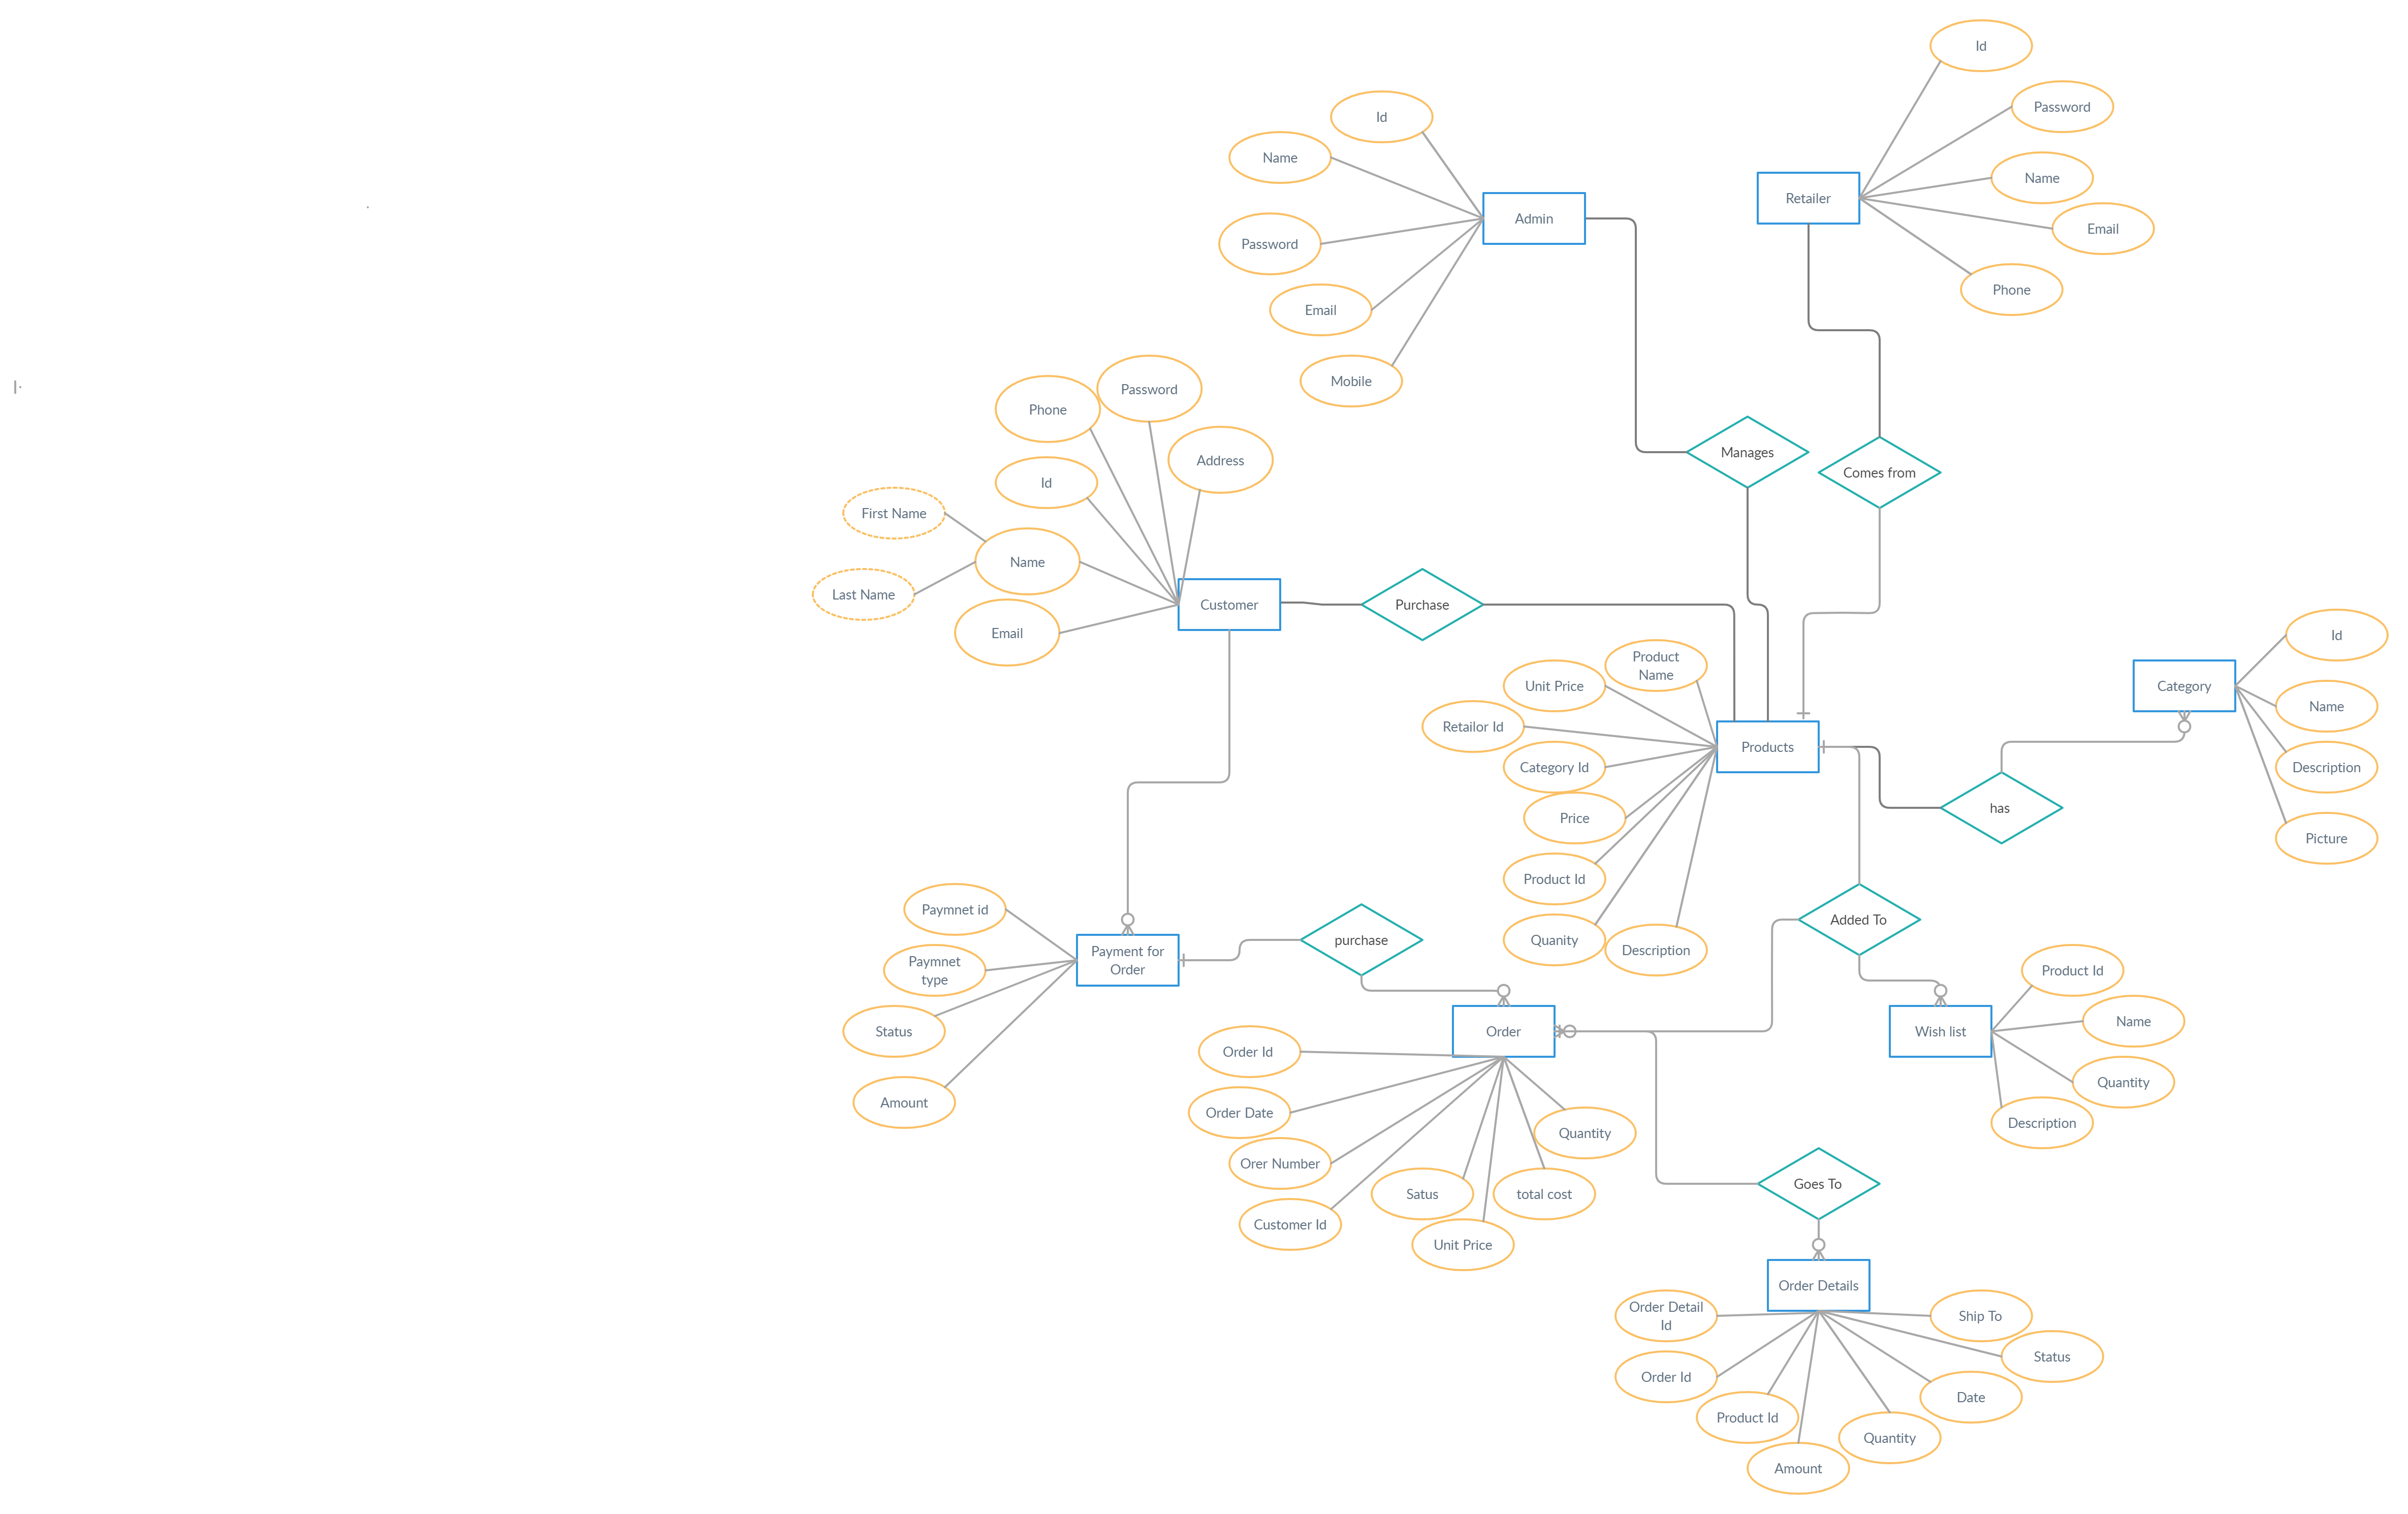 Id
Password
Retailer
Name
Email
Phone
Id
Name
Admin
Password
Email
Mobile
Manages
Comes from
Password
Phone
Address
Id
First Name
Name
Last Name
Customer
Email
Purchase
Product
Name
Unit Price
Retailor Id
Products
Category Id
Price
Product Id
Quanity
Description
Category
Id
Name
Description
Picture
has
Added To
Paymnet id
Paymnet
type
Status
Amount
Payment for
Order
purchase
Order
Order Id
Order Date
Orer Number
Customer Id
Satus
Unit Price
total cost
Quantity
Wish list
Product Id
Name
Quantity
Description
Goes To
Order Details
Order Detail
Id
Order Id
Product Id
Amount
Quantity
Date
Status
Ship To